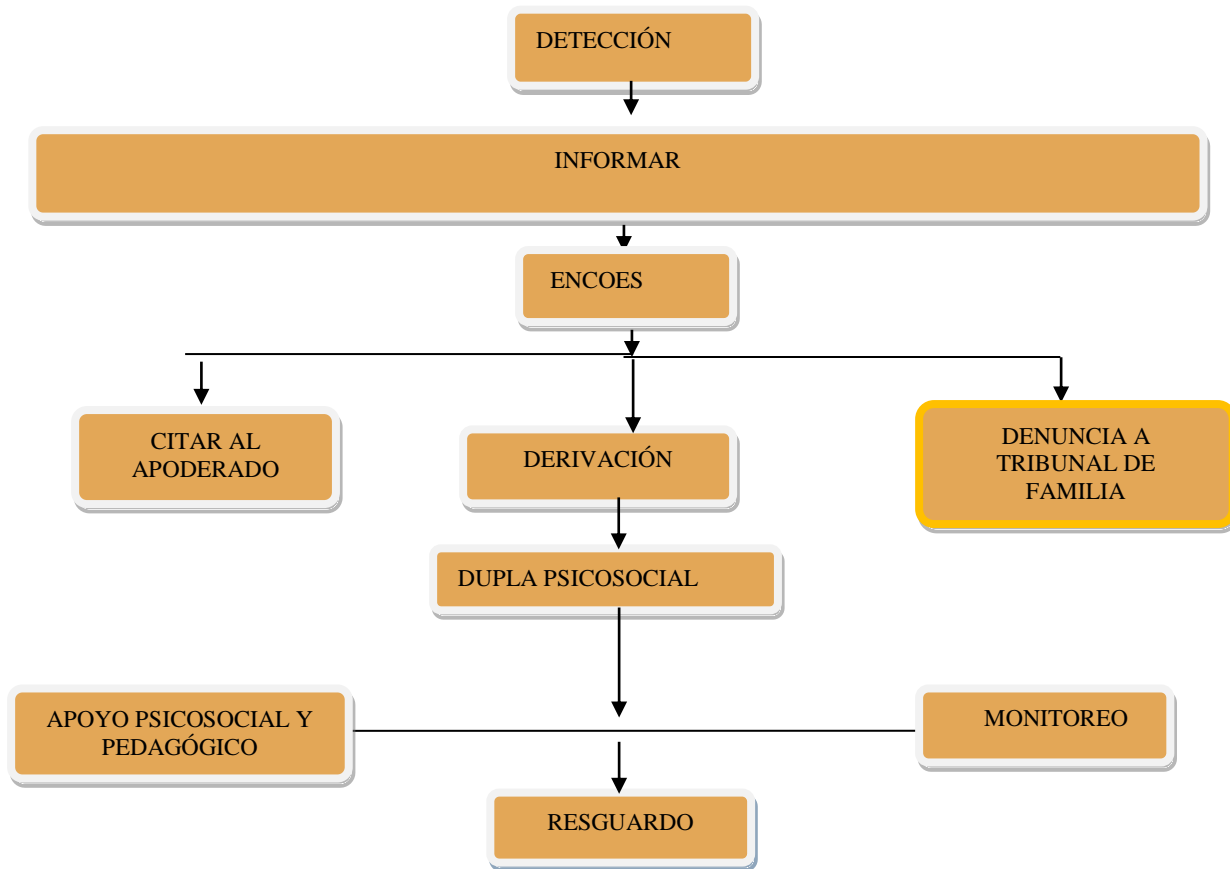 DETECCIÓN
INFORMAR
ENCOES
CITAR AL
APODERADO
DERIVACIÓN
DENUNCIA A
TRIBUNAL DE
FAMILIA
DUPLA PSICOSOCIAL
APOYO PSICOSOCIAL Y
PEDAGÓGICO
MONITOREO
RESGUARDO